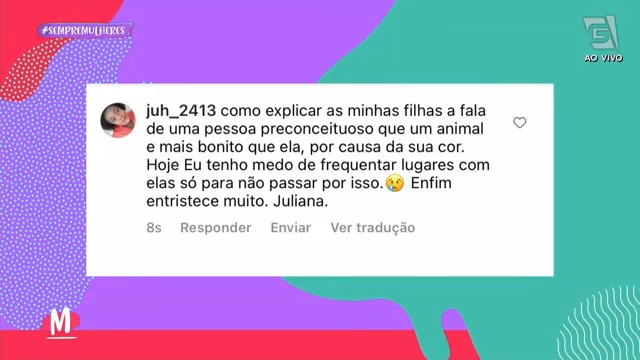 #SEMPREMULHERES
G
AO VIVO
juh_2413 como explicar as minhas filhas a fala
de uma pessoa preconceituoso que um animal
e mais bonito que ela, por causa da sua cor.
Hoje Eu tenho medo de frequentar lugares com
elas só para não passar por isso.😢 Enfim
entristece muito. Juliana.
8s Responder Enviar Ver tradução
M